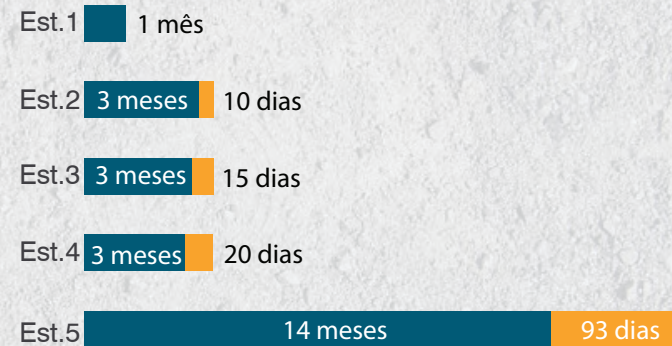 Est.1 1 mês
Est.2 3 meses 10 dias
Est.3 3 meses 15 dias
Est.4 3 meses 20 dias
Est.5 14 meses 93 dias